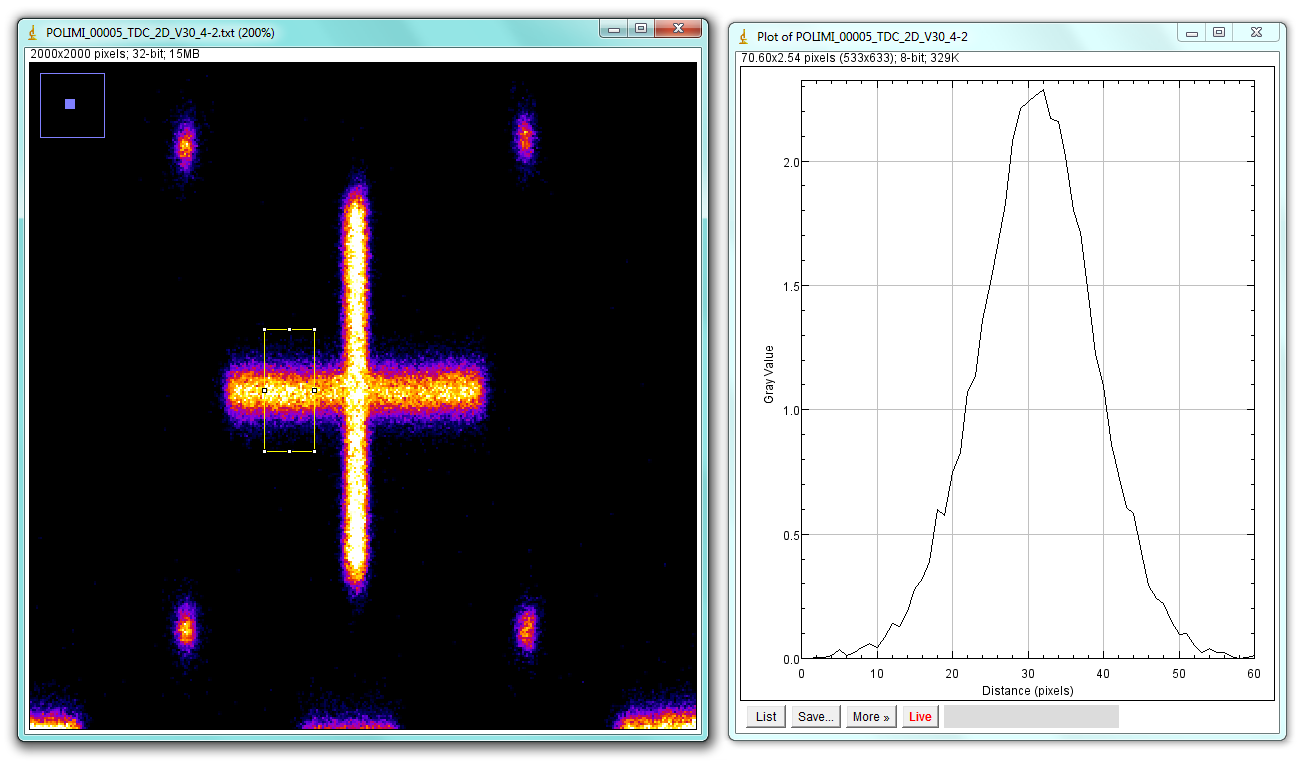 POLIMI_00005_TDC_2D_V30_4-2.txt (200%)
2000x2000 pixels; 32-bit; 15MB
Plot of POLIMI_00005_TDC_2D_V30_4-2
70.60x2.54 pixels (533x633); 8-bit; 329K
2.0
1.5
1.0
0.5
0.0
Gray Value
0 10 20 30 40 50 60
Distance (pixels)
List Save... More » Live